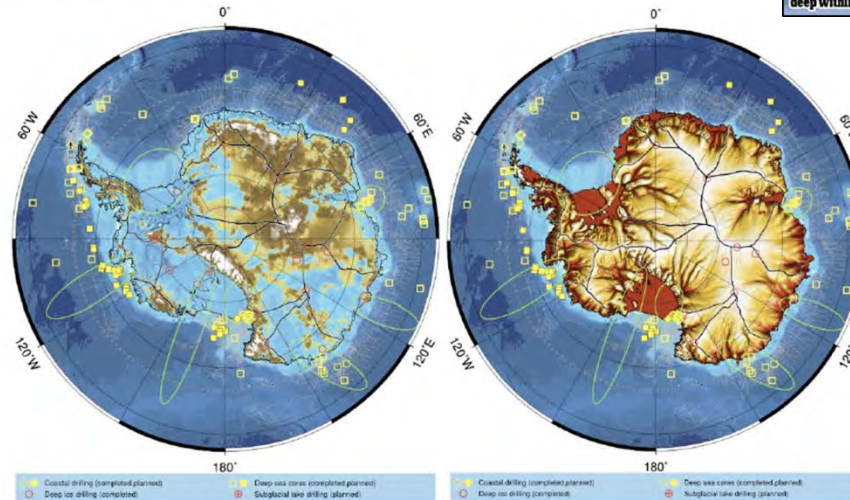 deep within
0°
60°W
60°E
120°W
120°E
180°
Coastal drilling (completed, planned)
Deep sea cores (completed, planned)
Deep ice drilling (completed)
Subglacial lake drilling (planned)
0°
60°W
120°W
180°
Coastal drilling (completed, planned)
Deep sea cores (completed, planned)
Deep ice drilling (completed)
Subglacial lake drilling (planned)